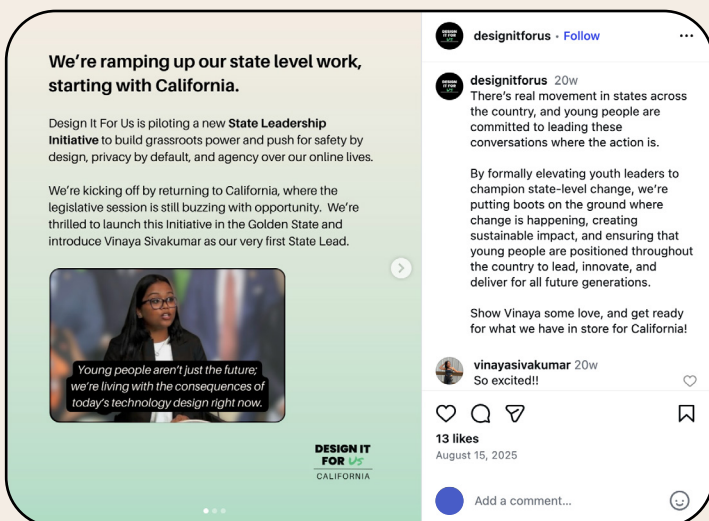 We're ramping up our state level work,
starting with California.
Design It For Us is piloting a new State Leadership
Initiative to build grassroots power and push for safety by
design, privacy by default, and agency over our online lives.
We're kicking off by returning to California, where the
legislative session is still buzzing with opportunity. We're
thrilled to launch this Initiative in the Golden State and
introduce Vinaya Sivakumar as our very first State Lead.
Young people aren't just the future;
we're living with the consequences of
today's technology design right now.
DESIGN IT
FOR US
CALIFORNIA
DESIGN IT
FOR US
designitforus • Follow
DESIGN IT
FOR US
designitforus 20w
There's real movement in states across
the country, and young people are
committed to leading these
conversations where the action is.
By formally elevating youth leaders to
champion state-level change, we're
putting boots on the ground where
change is happening, creating
sustainable impact, and ensuring that
young people are positioned throughout
the country to lead, innovate, and
deliver for all future generations.
Show Vinaya some love, and get ready
for what we have in store for California!
vinayasivakumar 20w
So excited!!
13 likes
August 15, 2025
Add a comment...